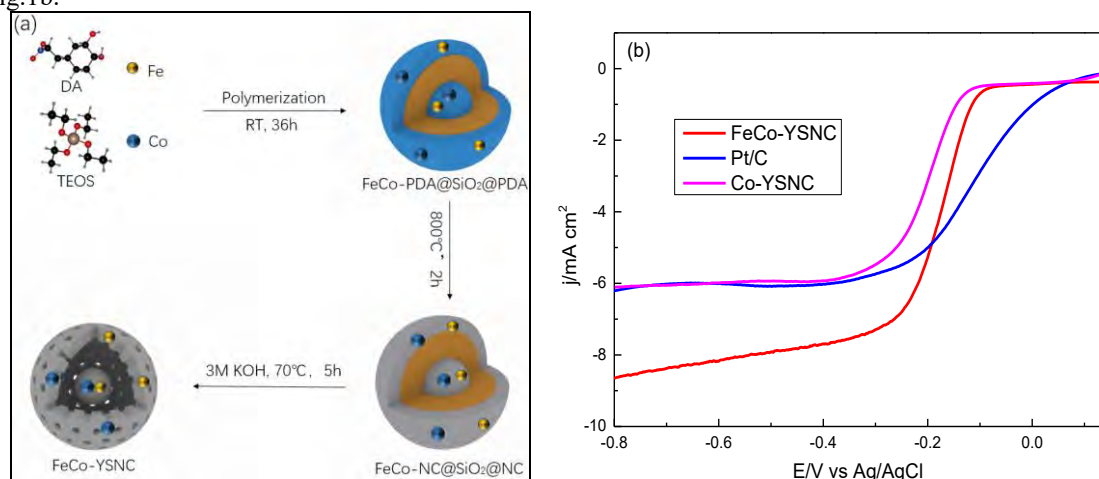 (a)
DA
Fe
TEOS
Co
Polymerization
RT, 36h
FeCo-PDA@SiO₂@PDA
800℃, 2h
FeCo-NC@SiO₂@NC
3M KOH, 70℃, 5h
FeCo-YSNC
(b)
FeCo-YSNC
Pt/C
Co-YSNC
j/mA cm²
0
-2
-4
-6
-8
-10
-0.8
-0.6
-0.4
-0.2
0.0
E/V vs Ag/AgCl